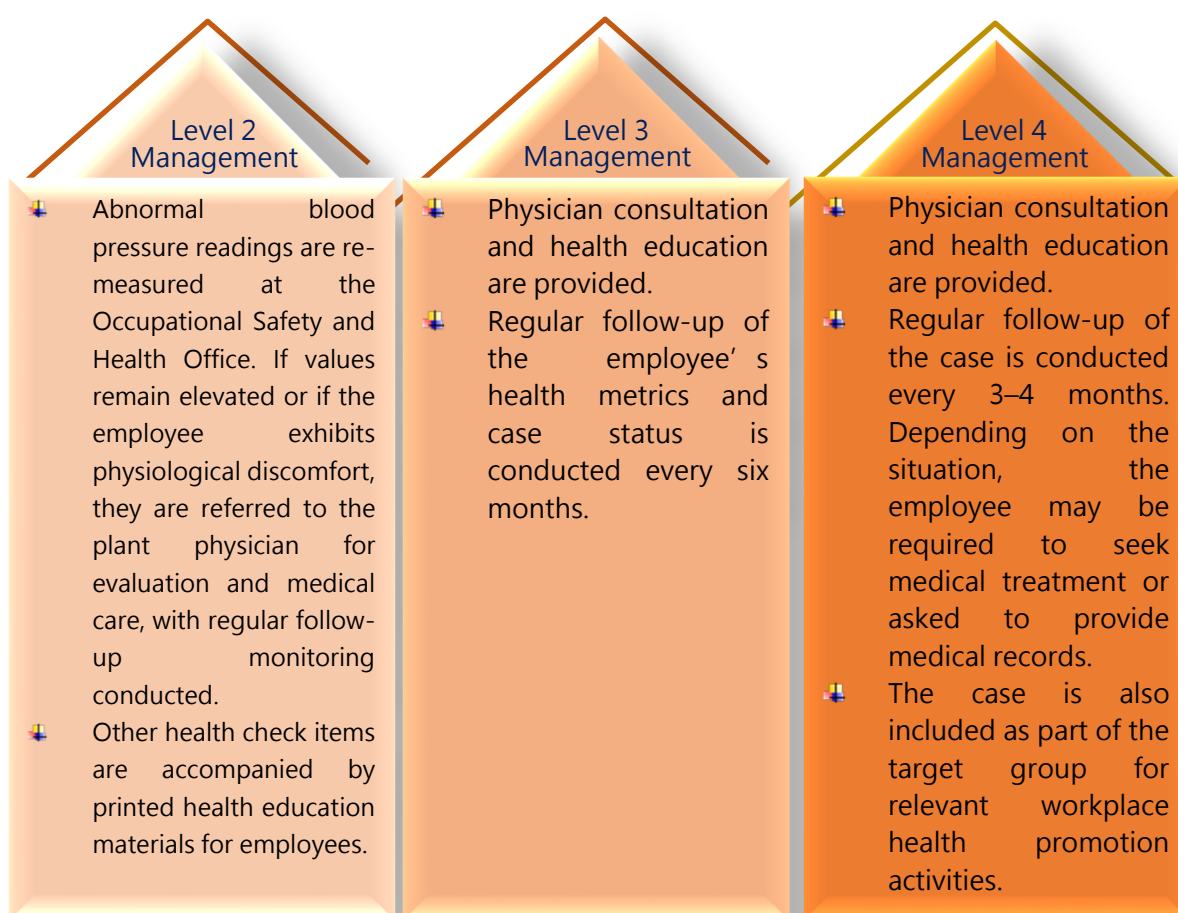 Level 2
Management
Abnormal blood
pressure readings are re-
measured at the
Occupational Safety and
Health Office. If values
remain elevated or if the
employee exhibits
physiological discomfort,
they are referred to the
plant physician for
evaluation and medical
care, with regular follow-
up monitoring
conducted.
Other health check items
are accompanied by
printed health education
materials for employees.
Level 3
Management
Physician consultation
and health education
are provided.
Regular follow-up of
the employee’ s
health metrics and
case status is
conducted every six
months.
Level 4
Management
Physician consultation
and health education
are provided.
Regular follow-up of
the case is conducted
every 3–4 months.
Depending on the
situation, the
employee may be
required to seek
medical treatment or
asked to provide
medical records.
The case is also
included as part of the
target group for
relevant workplace
health promotion
activities.